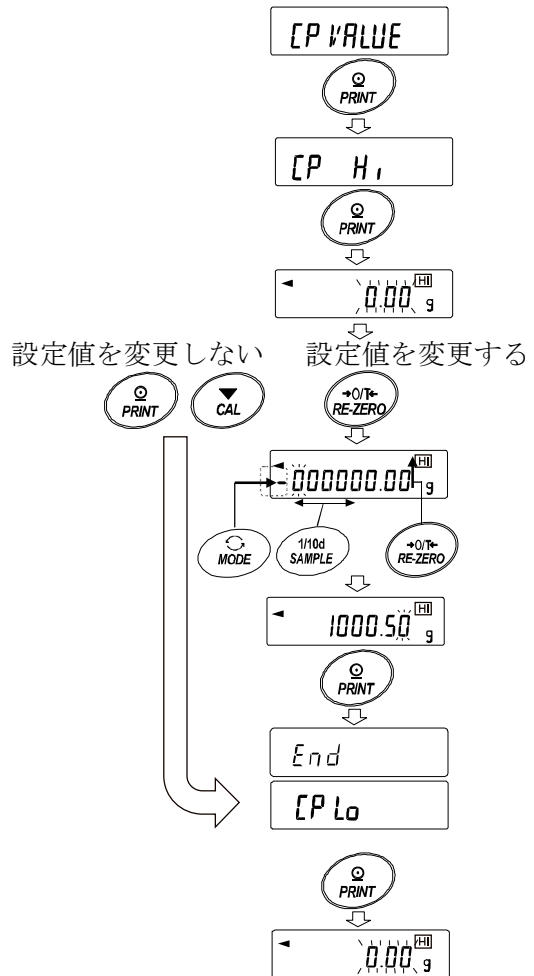 CP VALUE
PRINT
CP Hi
PRINT
HI
0.00 g
設定値を変更しない 設定値を変更する
PRINT CAL →0/T← RE-ZERO
HI
- 000000.00 g
MODE 1/10d SAMPLE →0/T← RE-ZERO
HI
1000.50 g
PRINT
End
CP Lo
PRINT
HI
0.00 g